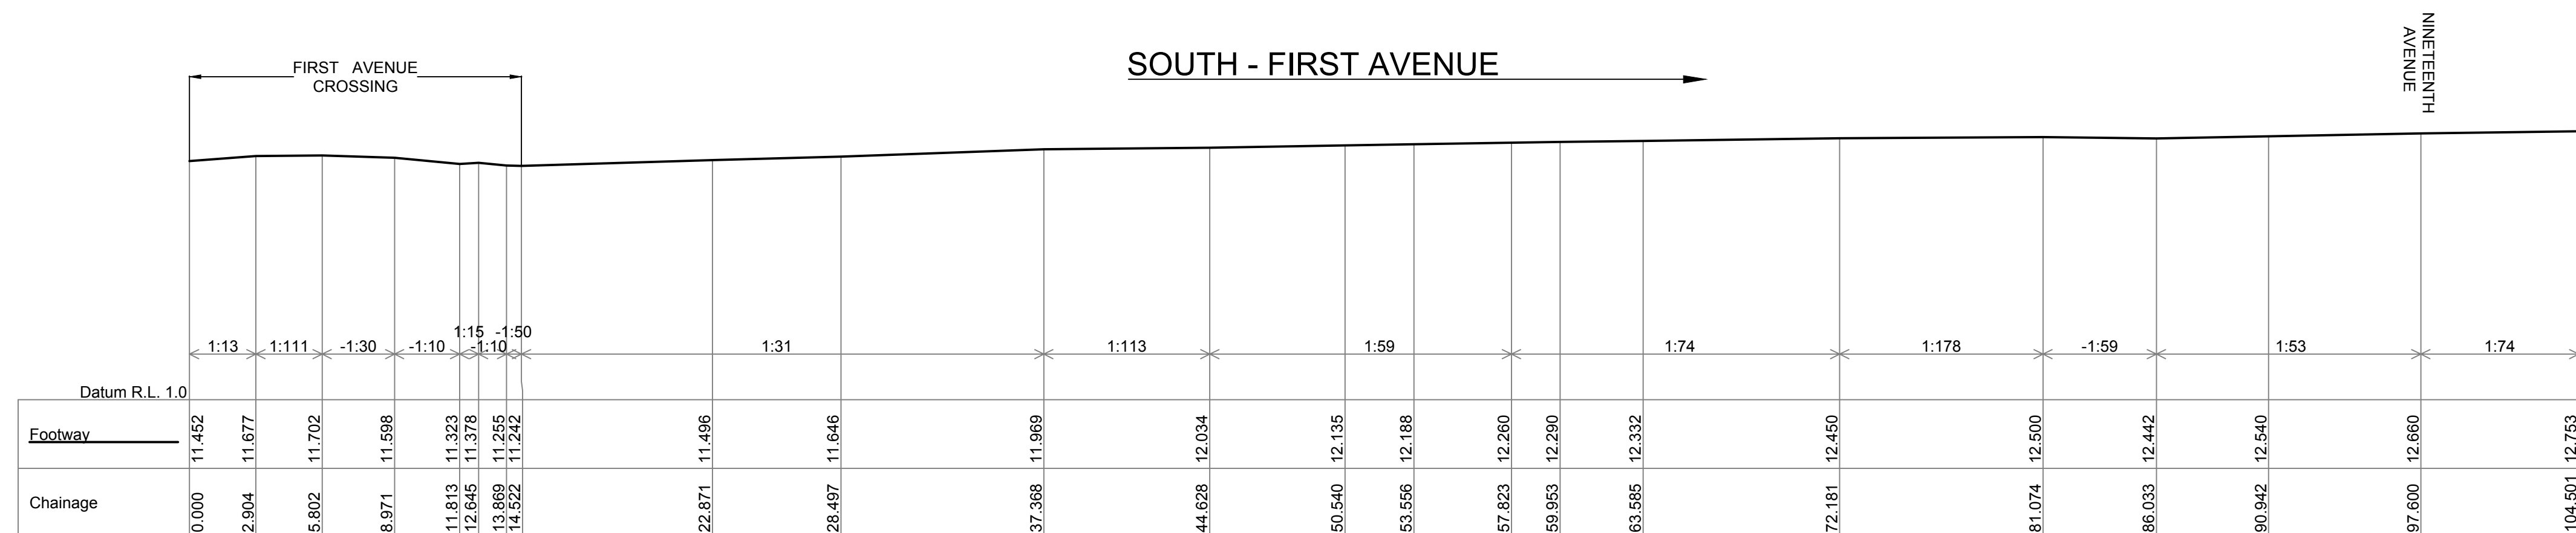 NINETEENTH
AVENUE
SOUTH - FIRST AVENUE
FIRST AVENUE
CROSSING
1:15 -1:50
1:13 1:111 -1:30 -1:10 -1:10 1:31 1:113 1:59 1:74 1:178 -1:59 1:53 1:74
Datum R.L. 1.0
Footway 11.452 11.677 11.702 11.598 11.323 11.378 11.255 11.242 11.496 11.646 11.969 12.034 12.135 12.188 12.260 12.290 12.332 12.450 12.500 12.442 12.540 12.660 12.753
Chainage 0.000 2.904 5.802 8.971 11.813 12.645 13.869 14.522 22.871 28.497 37.368 44.628 50.540 53.556 57.823 59.953 63.585 72.181 81.074 86.033 90.942 97.600 104.501